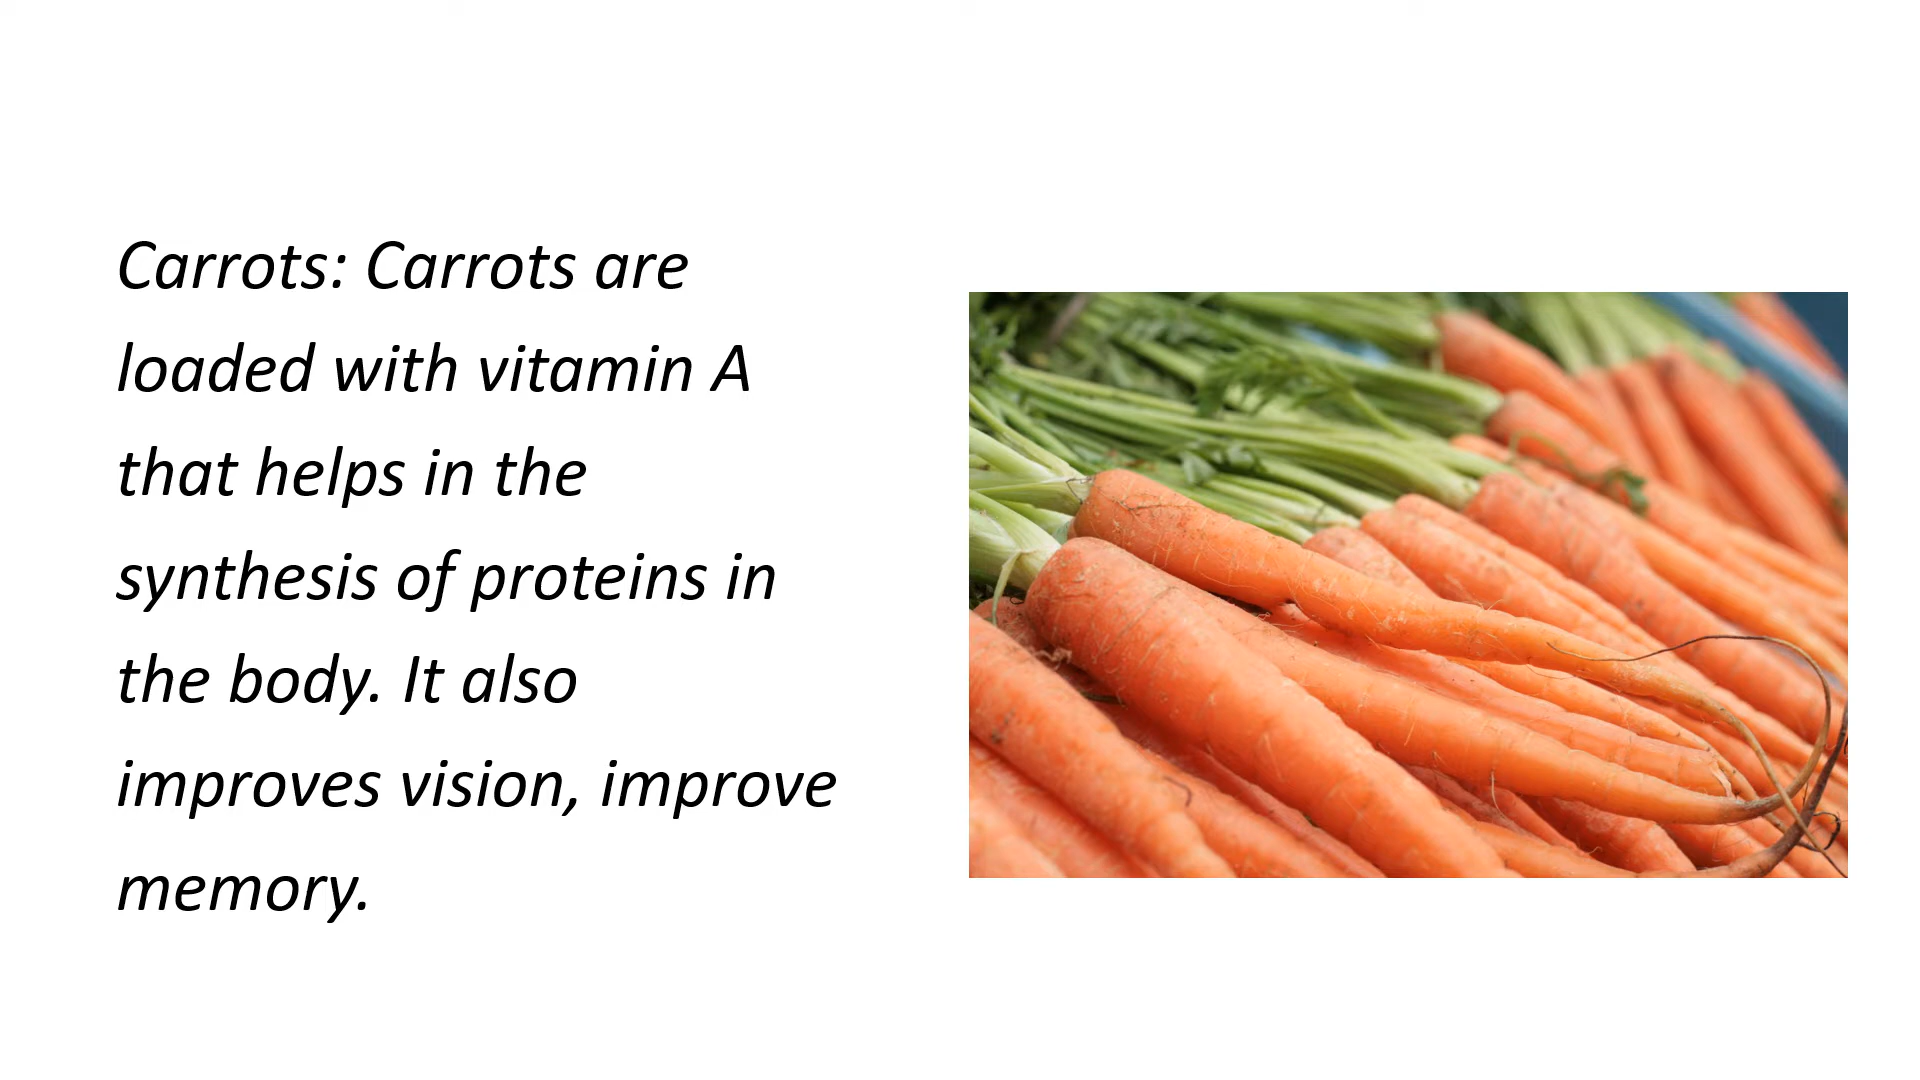 Carrots: Carrots are
loaded with vitamin A
that helps in the
synthesis of proteins in
the body. It also
improves vision, improve
memory.